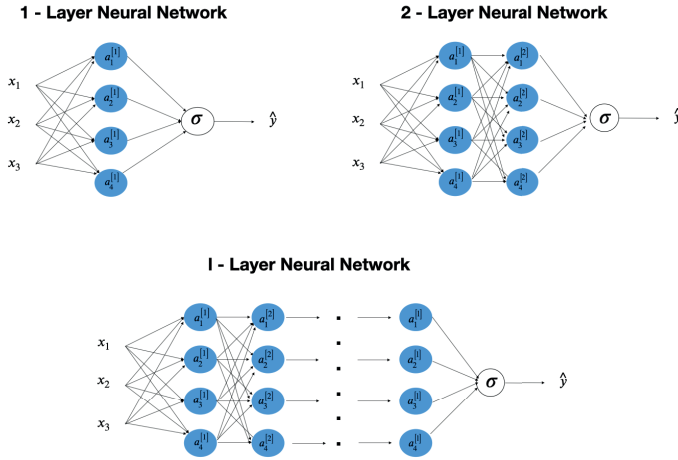 1 - Layer Neural Network
2 - Layer Neural Network
x₁
x₂
x₃
a₁^[1]
a₂^[1]
a₃^[1]
a₄^[1]
σ
ŷ
x₁
x₂
x₃
a₁^[1]
a₂^[1]
a₃^[1]
a₄^[1]
a₁^[2]
a₂^[2]
a₃^[2]
a₄^[2]
σ
ŷ
l - Layer Neural Network
x₁
x₂
x₃
a₁^[1]
a₂^[1]
a₃^[1]
a₄^[1]
a₁^[2]
a₂^[2]
a₃^[2]
a₄^[2]
a₁^[l]
a₂^[l]
a₃^[l]
a₄^[l]
σ
ŷ